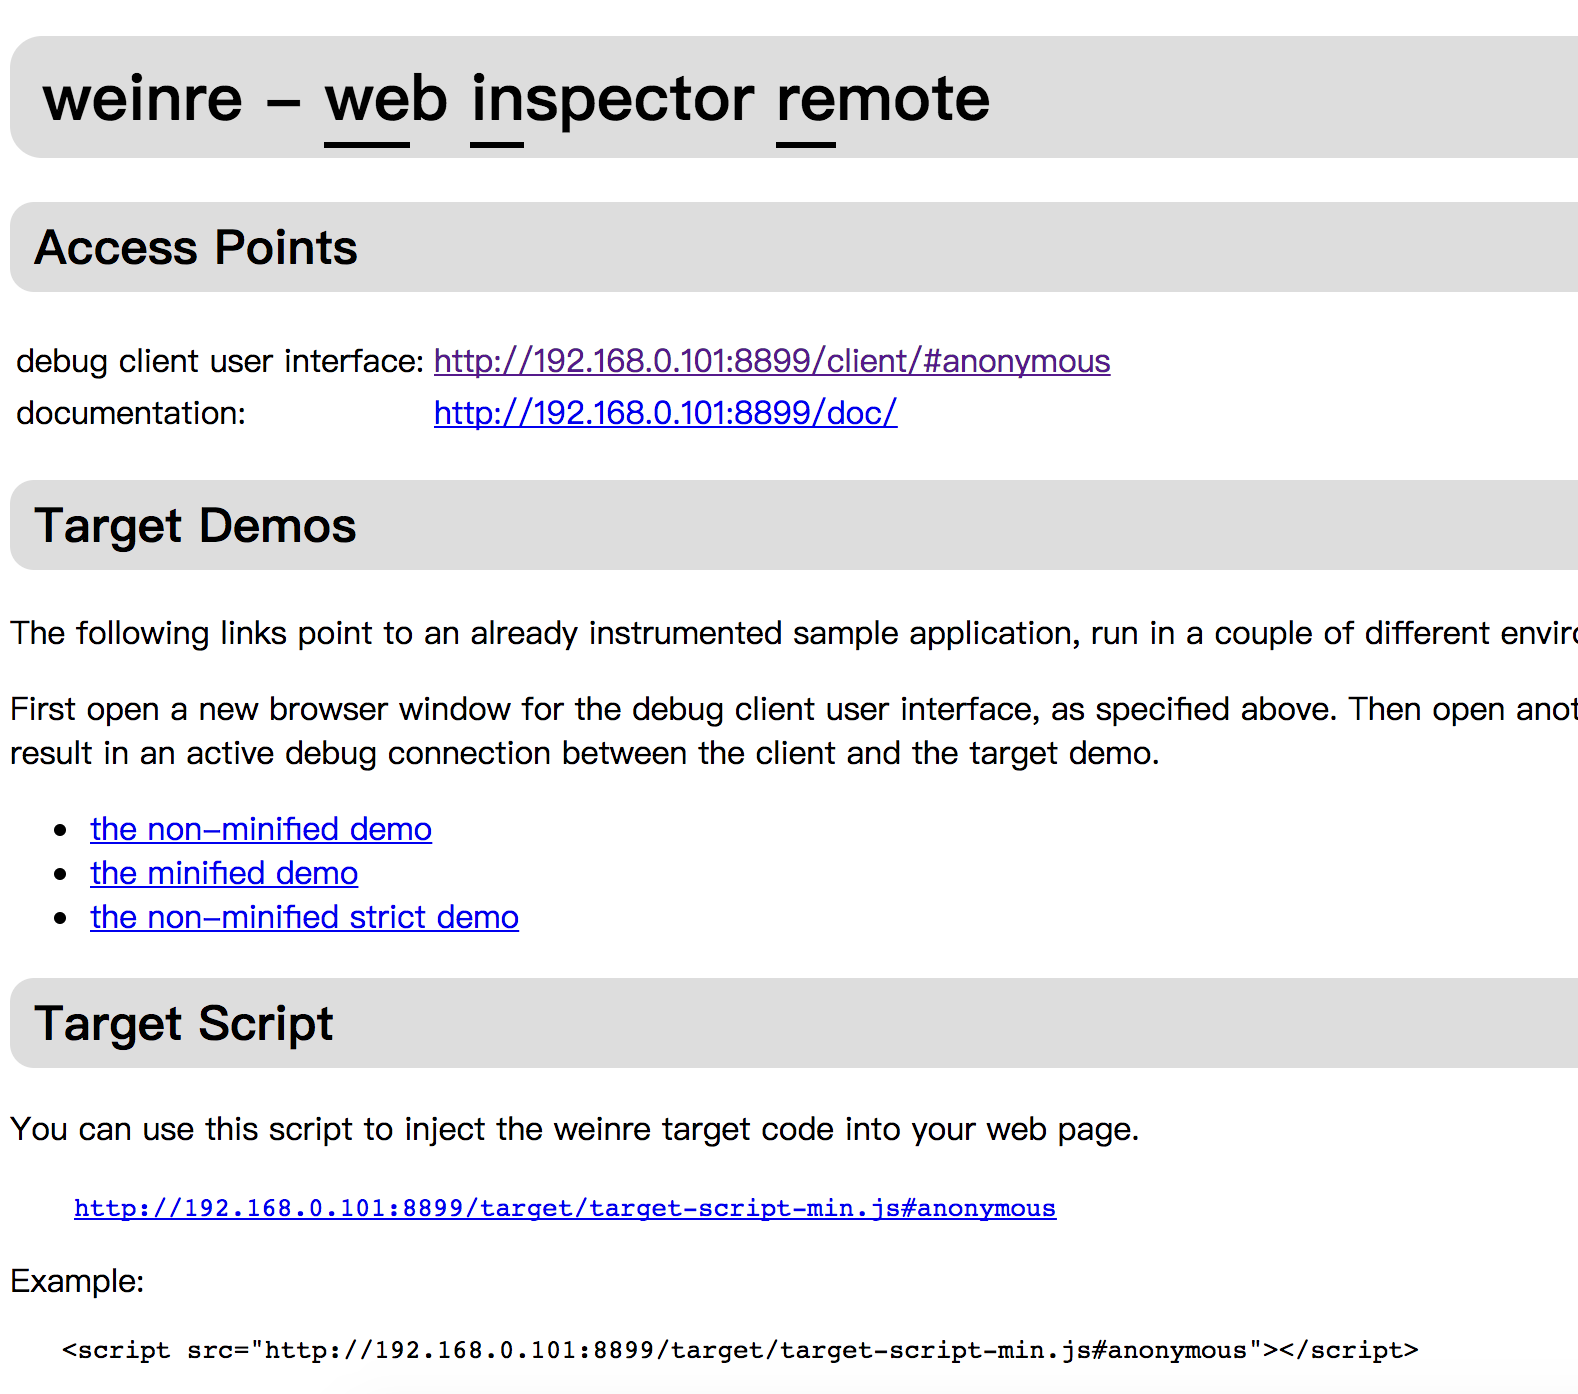 weinre – web inspector remote
Access Points
debug client user interface: http://192.168.0.101:8899/client/#anonymous
documentation: http://192.168.0.101:8899/doc/
Target Demos
The following links point to an already instrumented sample application, run in a couple of different
First open a new browser window for the debug client user interface, as specified above. Then open
result in an active debug connection between the client and the target demo.
• the non–minified demo
• the minified demo
• the non–minified strict demo
Target Script
You can use this script to inject the weinre target code into your web page.
http://192.168.0.101:8899/target/target-script-min.js#anonymous
Example:
<script src="http://192.168.0.101:8899/target/target-script-min.js#anonymous"></script>